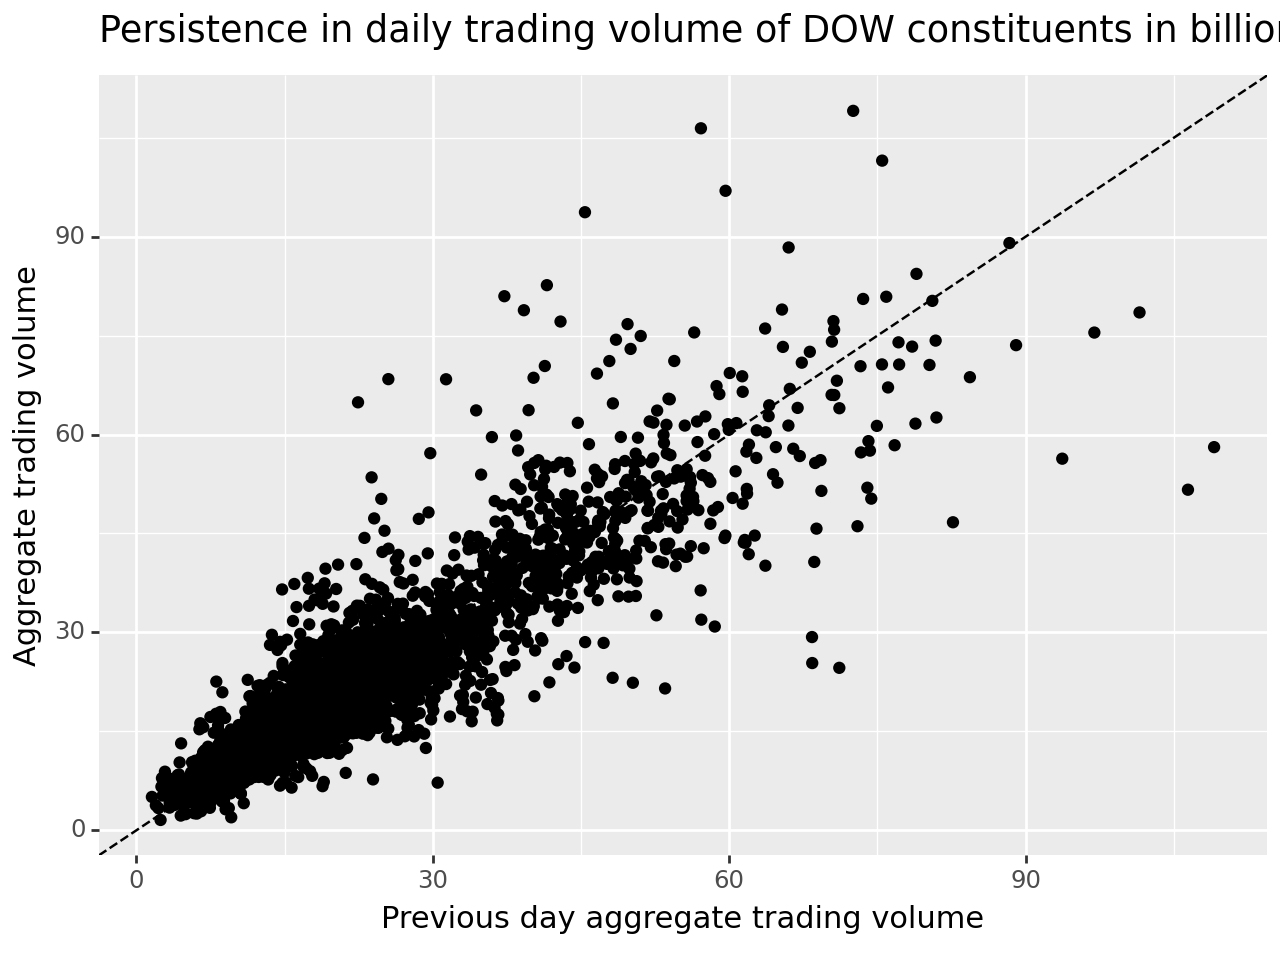 Persistence in daily trading volume of DOW constituents in
Aggregate trading volume
90
60
30
0
0 30 60 90
Previous day aggregate trading volume